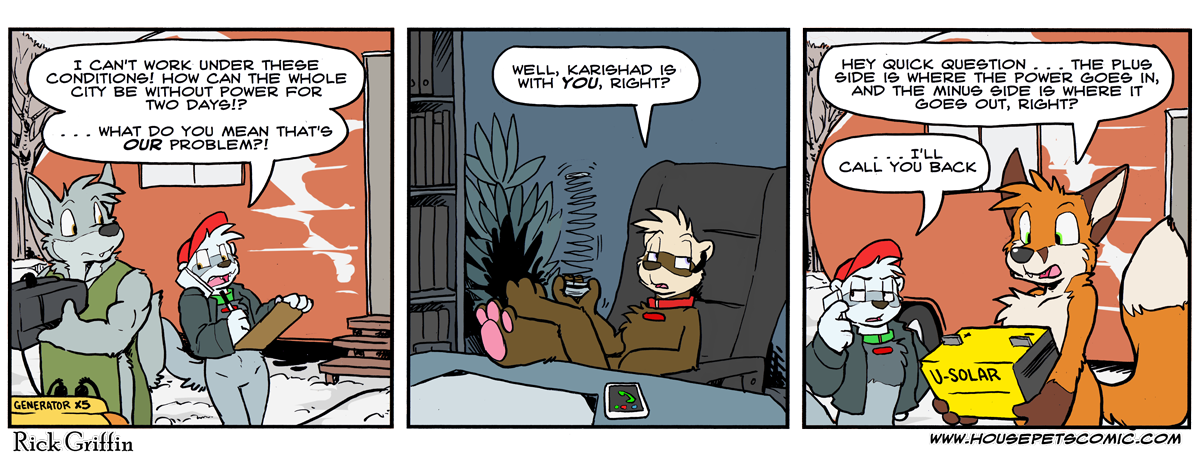 I CAN'T WORK UNDER THESE
CONDITIONS! HOW CAN THE WHOLE
CITY BE WITHOUT POWER FOR
TWO DAYS!?
. . . WHAT DO YOU MEAN THAT'S
OUR PROBLEM?!
GENERATOR X5
WELL, KARISHAD IS
WITH YOU, RIGHT?
HEY QUICK QUESTION . . . THE PLUS
SIDE IS WHERE THE POWER GOES IN,
AND THE MINUS SIDE IS WHERE IT
GOES OUT, RIGHT?
. . . I'LL
CALL YOU BACK
U-SOLAR
Rick Griffin
WWW.HOUSEPETSCOMIC.COM